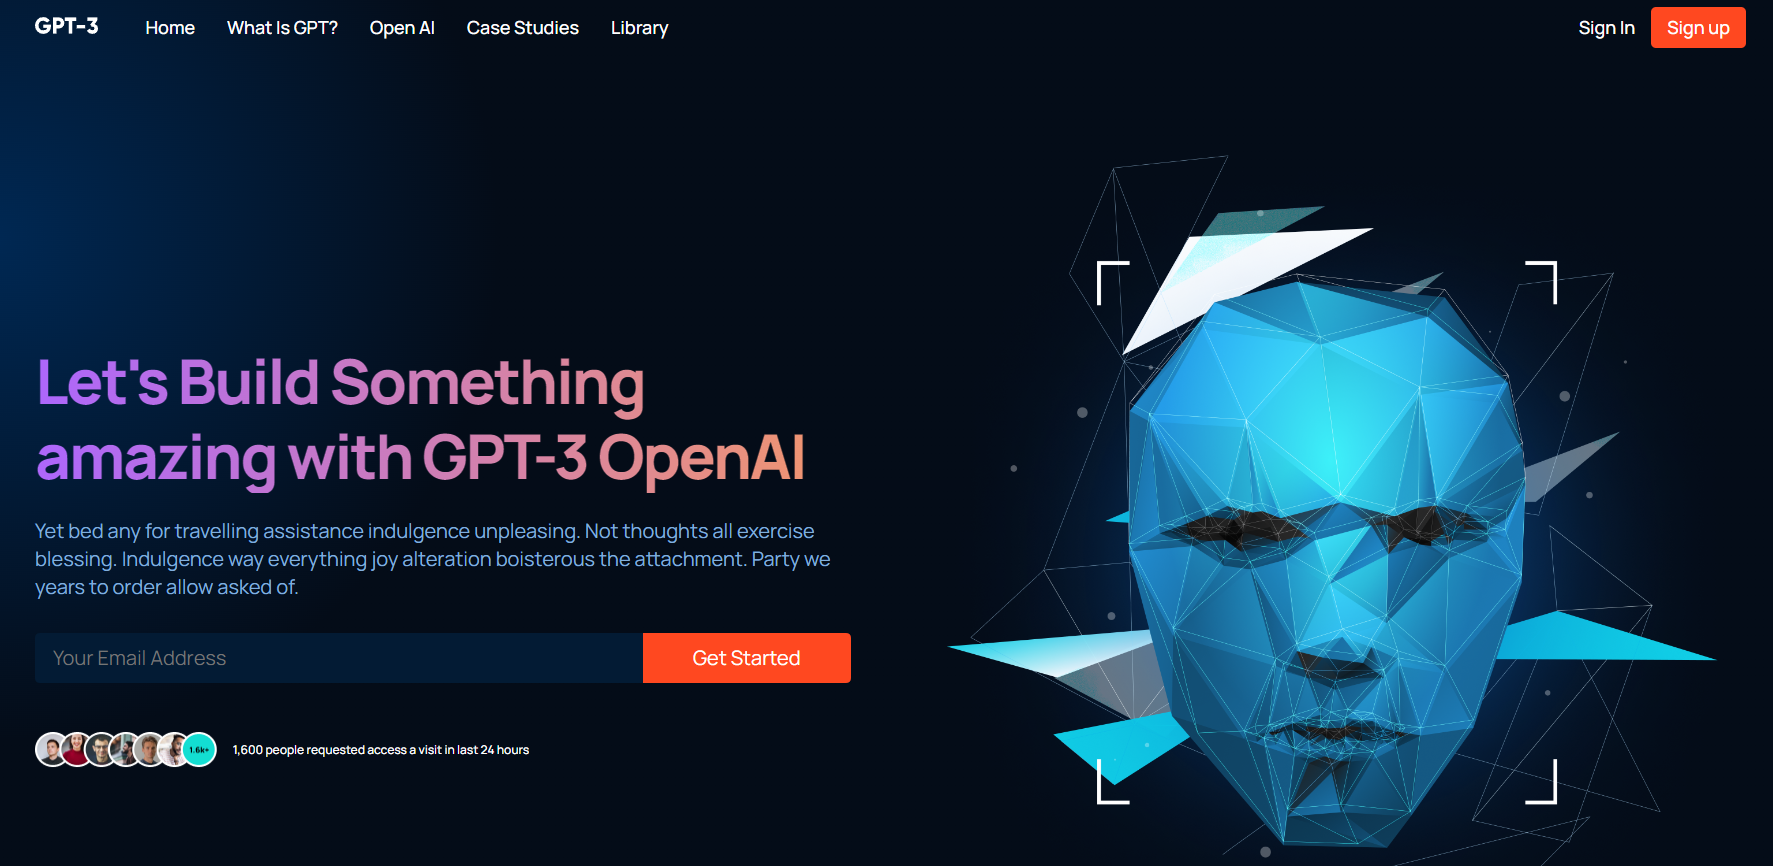 GPT-3
Home
What Is GPT?
Open AI
Case Studies
Library
Sign In
Sign up
Let's Build Something
amazing with GPT-3 OpenAI
Yet bed any for travelling assistance indulgence unpleasing. Not thoughts all exercise
blessing. Indulgence way everything joy alteration boisterous the attachment. Party we
years to order allow asked of.
Your Email Address
Get Started
1.6k+
1,600 people requested access a visit in last 24 hours